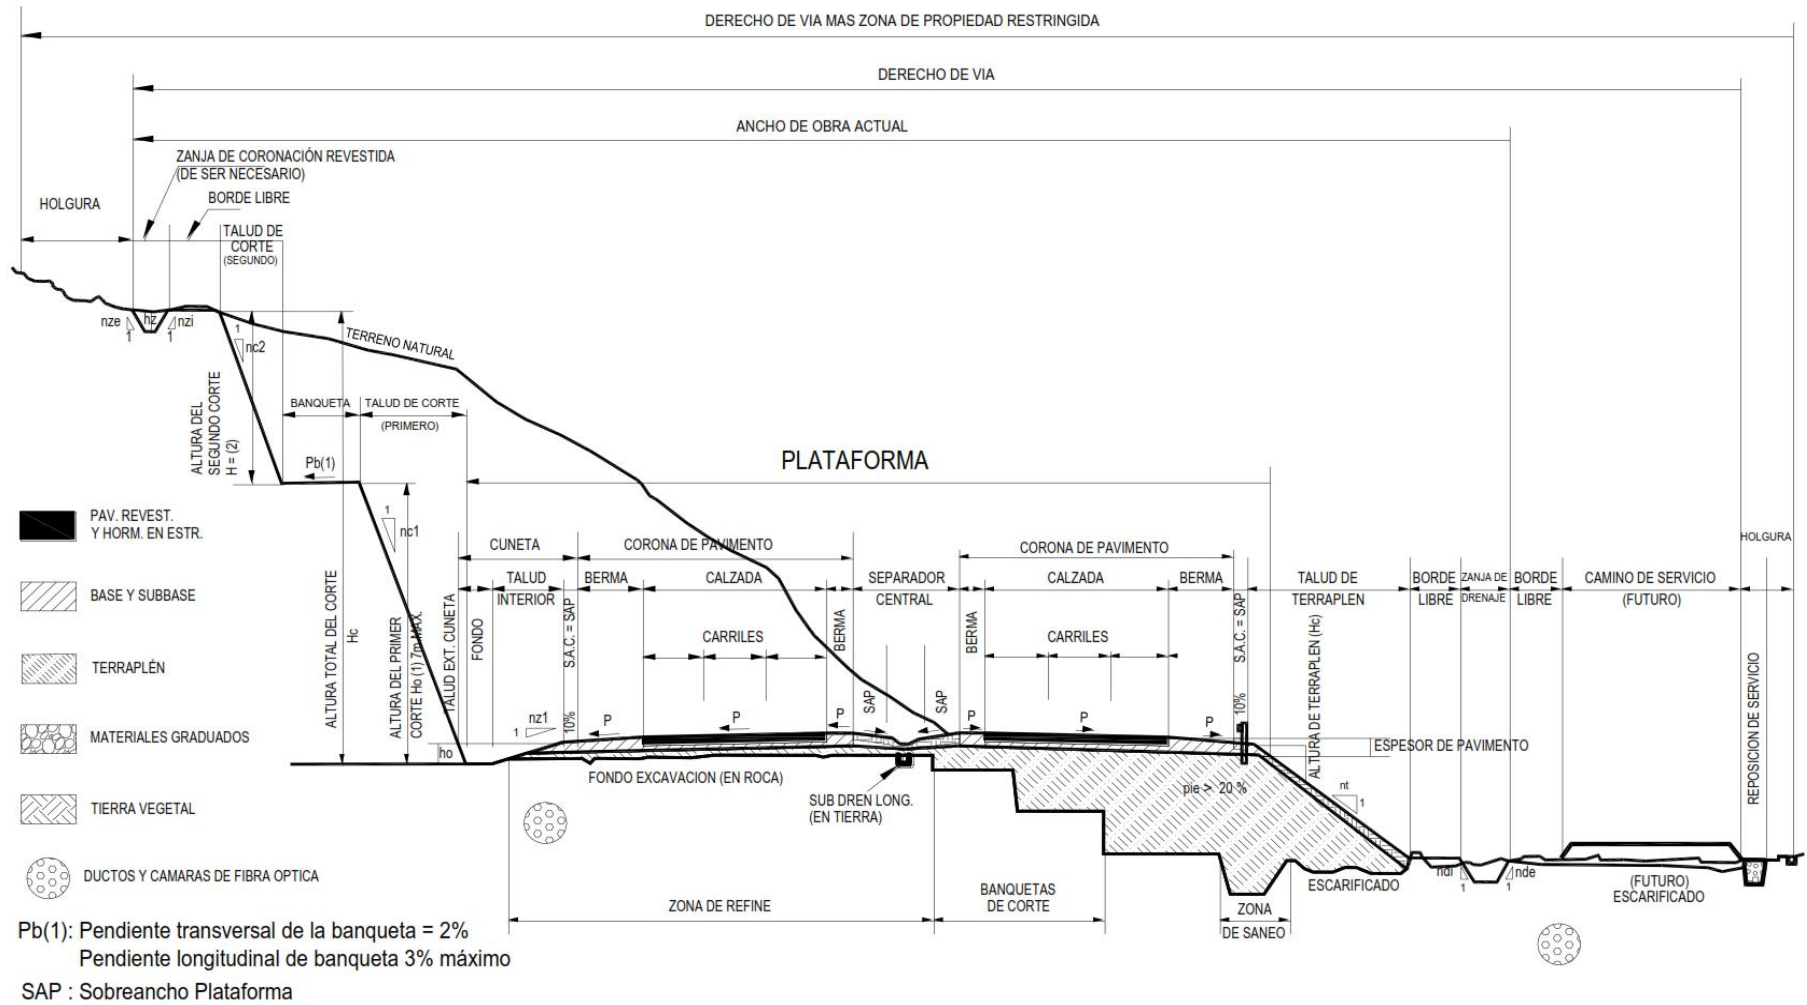 DERECHO DE VIA MAS ZONA DE PROPIEDAD RESTRINGIDA
DERECHO DE VIA
ANCHO DE OBRA ACTUAL
ZANJA DE CORONACIÓN REVESTIDA
(DE SER NECESARIO)
HOLGURA
BORDE LIBRE
TALUD DE
CORTE
(SEGUNDO)
nze
hz
nzi
1
1
1
nc2
TERRENO NATURAL
BANQUETA
TALUD DE CORTE
(PRIMERO)
ALTURA DEL
SEGUNDO CORTE
H = (2)
Pb(1)
PLATAFORMA
1
nc1
PAV. REVEST.
Y HORM. EN ESTR.
BASE Y SUBBASE
TERRAPLÉN
MATERIALES GRADUADOS
TIERRA VEGETAL
DUCTOS Y CAMARAS DE FIBRA OPTICA
ALTURA TOTAL DEL CORTE
Hc
ALTURA DEL PRIMER
CORTE Ho (1) 7m MAX.
CUNETA
CORONA DE PAVIMENTO
CORONA DE PAVIMENTO
HOLGURA
TALUD EXT. CUNETA
FONDO
TALUD
INTERIOR
S.A.C. = SAP
10%
BERMA
CALZADA
BERMA
SEPARADOR
CENTRAL
BERMA
CALZADA
BERMA
S.A.C. = SAP
10%
TALUD DE
TERRAPLEN
BORDE
LIBRE
ZANJA DE
DRENAJE
BORDE
LIBRE
CAMINO DE SERVICIO
(FUTURO)
CARRILES
CARRILES
SAP
SAP
ho
1
nz1
P
P
P
P
P
P
ALTURA DE TERRAPLEN (Hc)
ESPESOR DE PAVIMENTO
REPOSICION DE SERVICIO
FONDO EXCAVACION (EN ROCA)
SUB DREN LONG.
(EN TIERRA)
pie > 20 %
nt
1
ESCARIFICADO
ndi
1
nde
1
(FUTURO)
ESCARIFICADO
ZONA DE REFINE
BANQUETAS
DE CORTE
ZONA
DE SANEO
Pb(1): Pendiente transversal de la banqueta = 2%
Pendiente longitudinal de banqueta 3% máximo
SAP : Sobreancho Plataforma